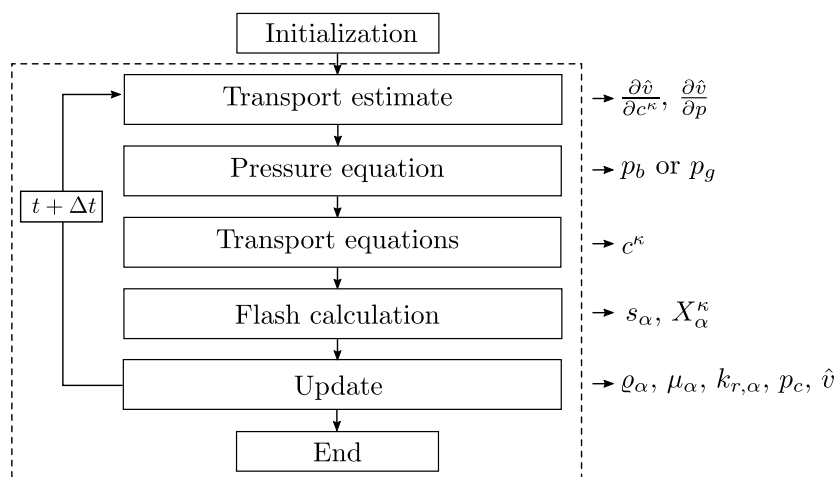 Initialization
Transport estimate → ∂v̂/∂c^κ, ∂v̂/∂p
Pressure equation → p_b or p_g
t + Δt
Transport equations → c^κ
Flash calculation → s_α, X_α^κ
Update → ϱ_α, μ_α, k_{r,α}, p_c, v̂
End